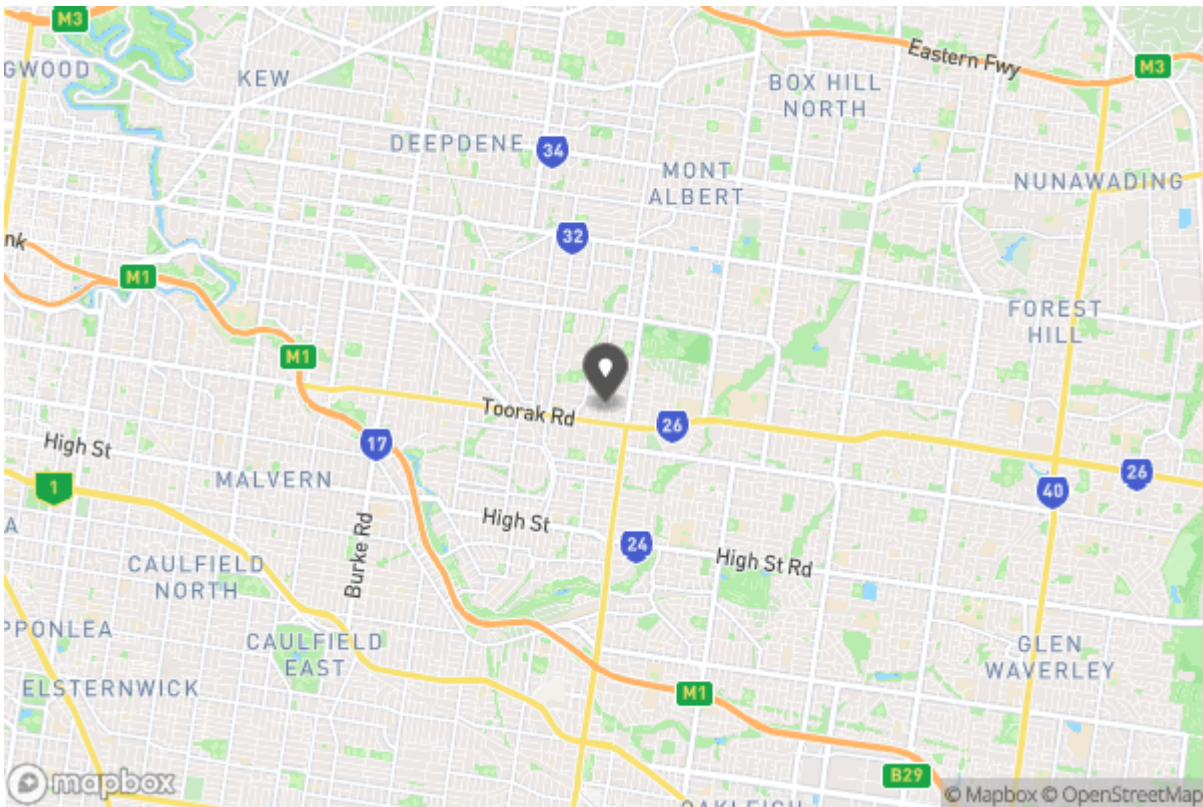 M3
GWOOD
KEW
Eastern Fwy
M3
BOX HILL
NORTH
DEEPDENE
34
MONT
ALBERT
NUNAWADING
32
nk
M1
FOREST
HILL
M1
Toorak Rd
26
17
High St
MALVERN
1
26
40
A
High St
24
High St Rd
Burke Rd
CAULFIELD
NORTH
PPONLEA
CAULFIELD
EAST
GLEN
WAVERLEY
ELSTERNWICK
M1
B29
mapbox
OAKLEIGH
© Mapbox © OpenStreetMap